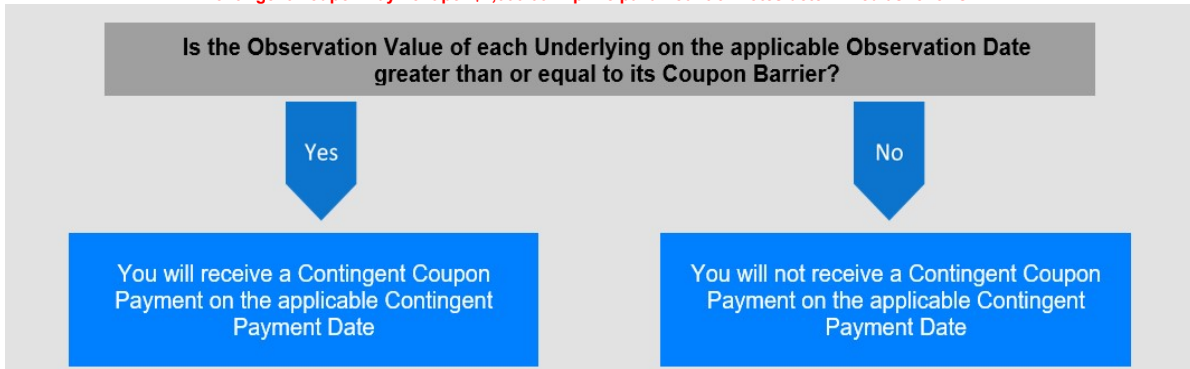 Is the Observation Value of each Underlying on the applicable Observation Date
greater than or equal to its Coupon Barrier?
Yes
No
You will receive a Contingent Coupon
Payment on the applicable Contingent
Payment Date
You will not receive a Contingent Coupon
Payment on the applicable Contingent
Payment Date